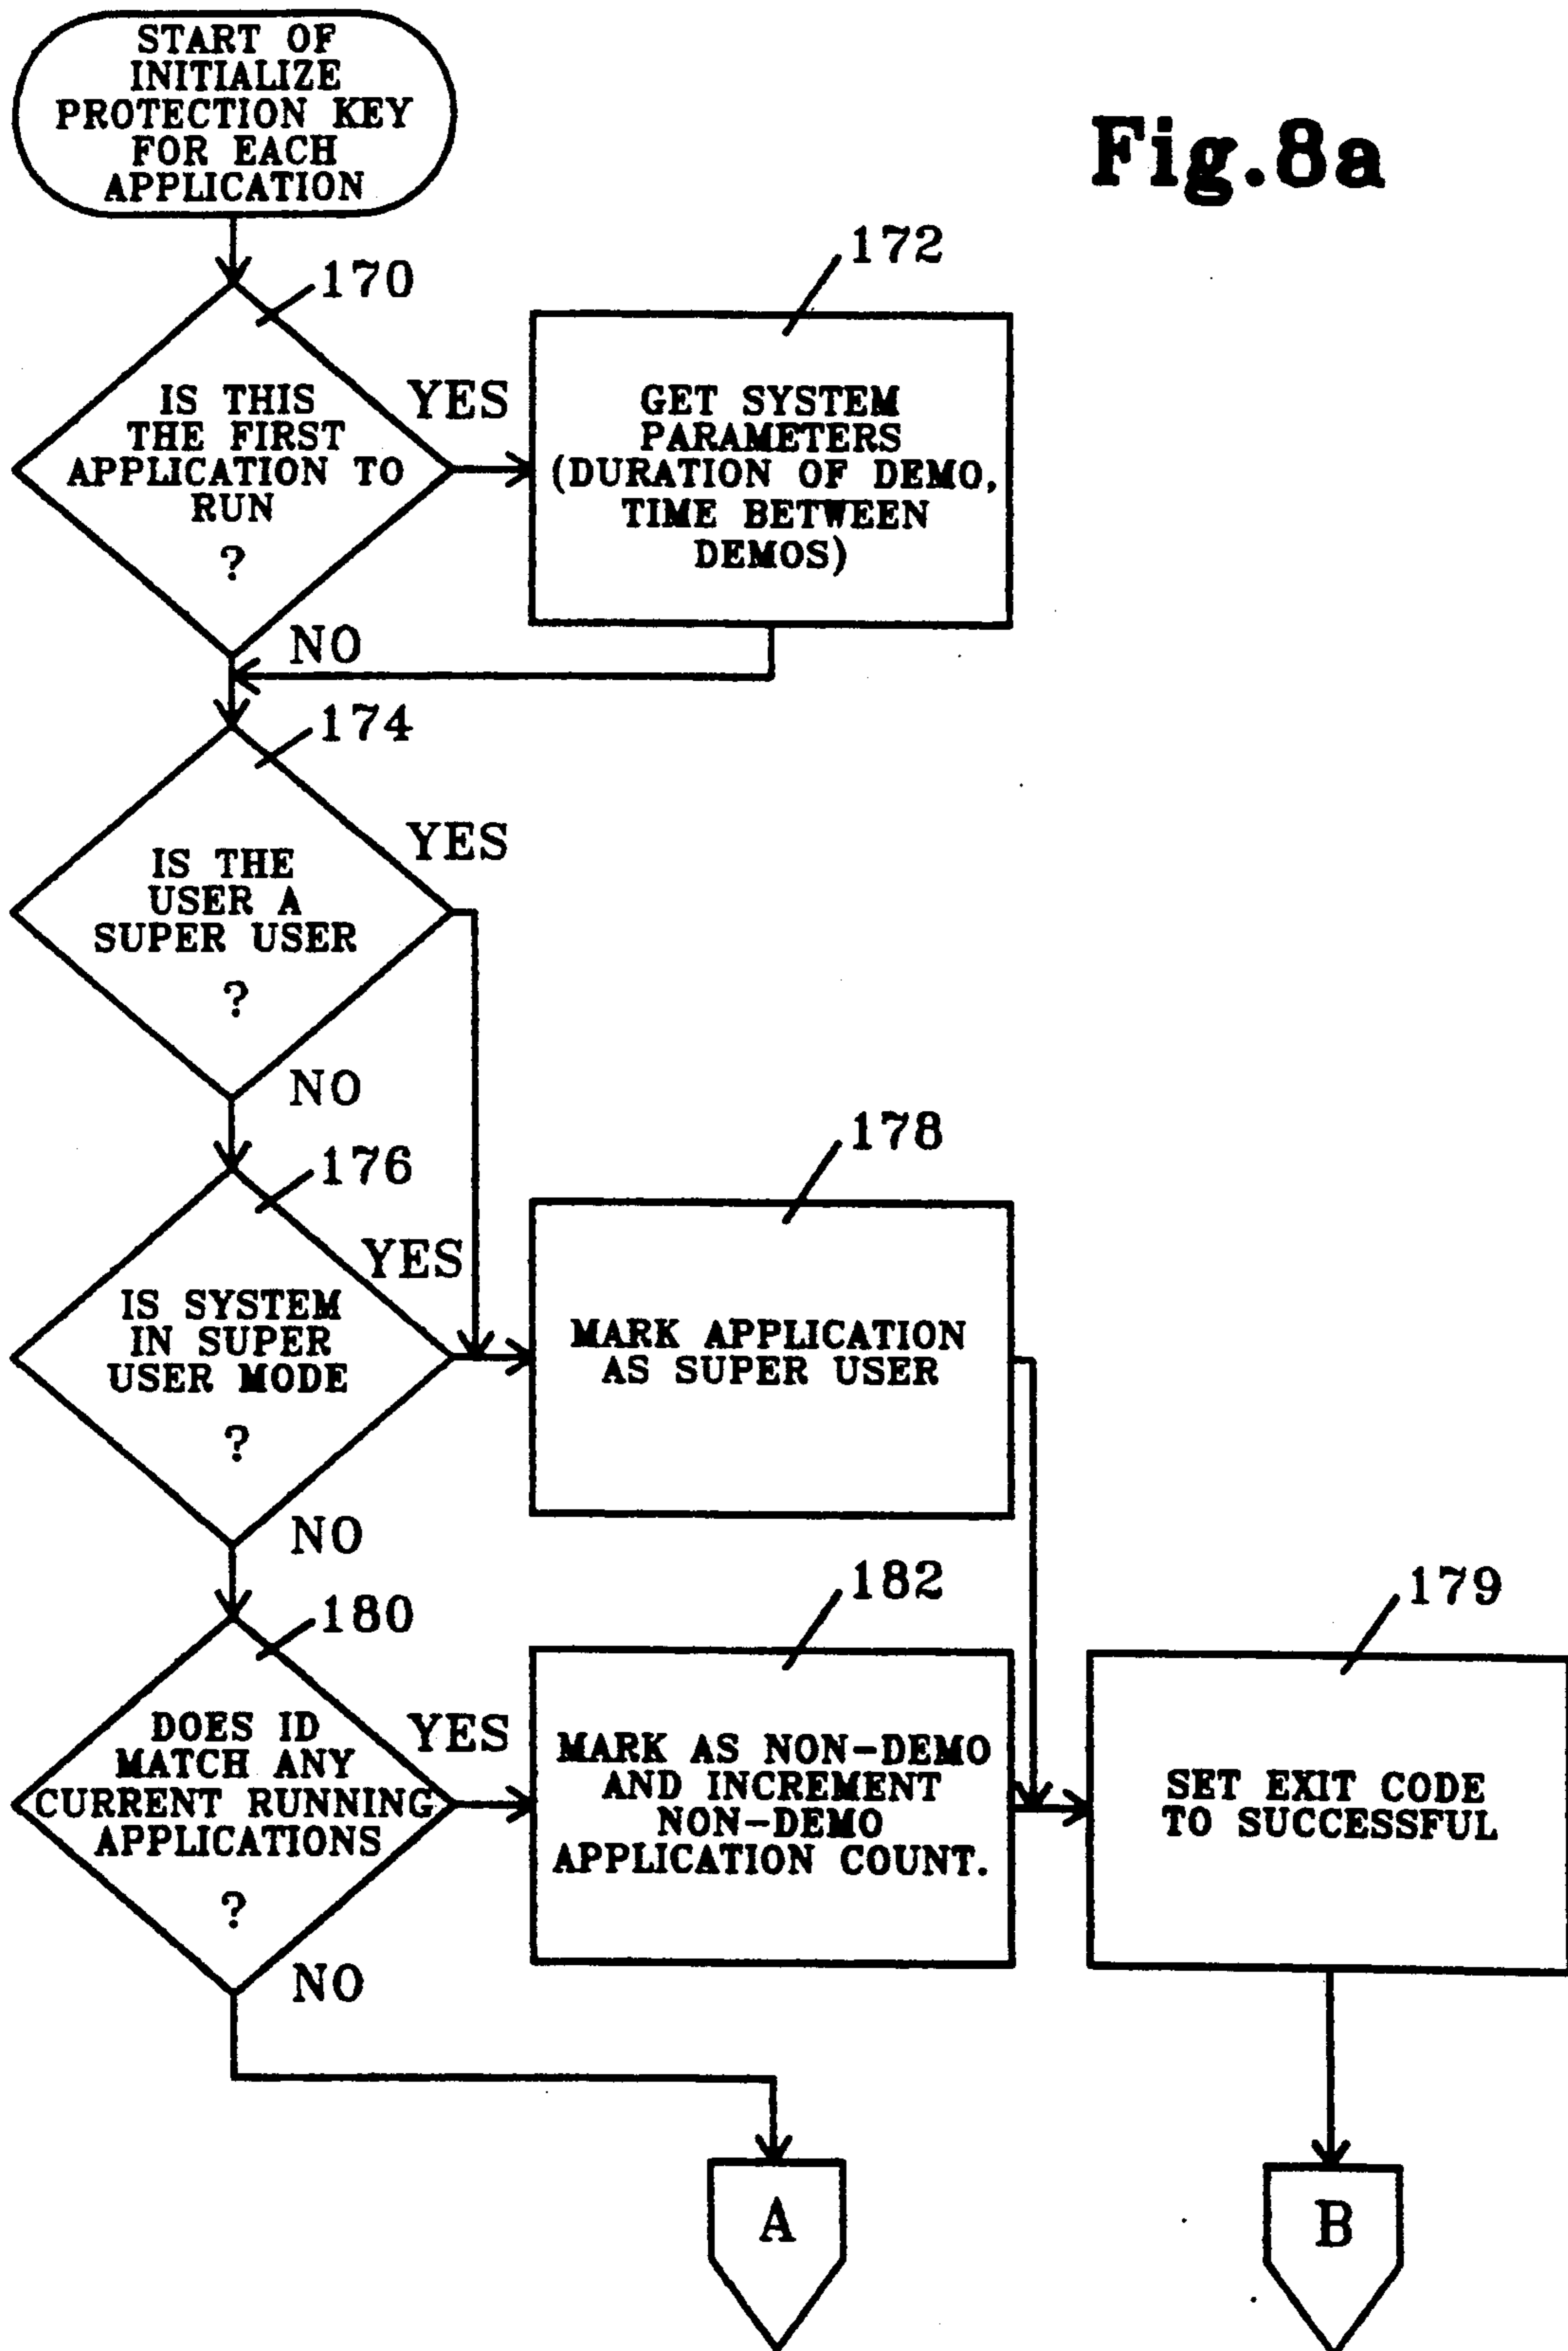 START OF
INITIALIZE
PROTECTION KEY
FOR EACH
APPLICATION
Fig.8a
170
IS THIS
THE FIRST
APPLICATION TO
RUN
?
YES
NO
172
GET SYSTEM
PARAMETERS
(DURATION OF DEMO,
TIME BETWEEN
DEMOS)
174
IS THE
USER A
SUPER USER
?
YES
NO
176
IS SYSTEM
IN SUPER
USER MODE
?
YES
NO
178
MARK APPLICATION
AS SUPER USER
180
DOES ID
MATCH ANY
CURRENT RUNNING
APPLICATIONS
?
YES
NO
182
MARK AS NON-DEMO
AND INCREMENT
NON-DEMO
APPLICATION COUNT.
179
SET EXIT CODE
TO SUCCESSFUL
A
B